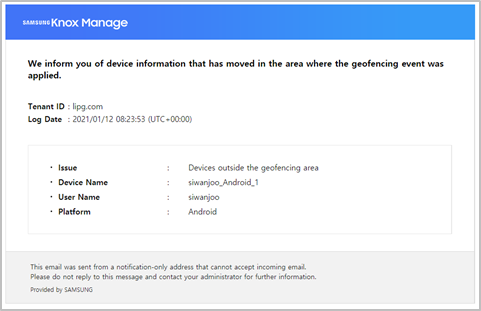 SAMSUNG Knox Manage
We inform you of device information that has moved in the area where the geofencing event was
applied.
Tenant ID : lipg.com
Log Date : 2021/01/12 08:23:53 (UTC+00:00)
· Issue : Devices outside the geofencing area
· Device Name : siwanjoo_Android_1
· User Name : siwanjoo
· Platform : Android
This email was sent from a notification-only address that cannot accept incoming email.
Please do not reply to this message and contact your administrator for further information.
Provided by SAMSUNG